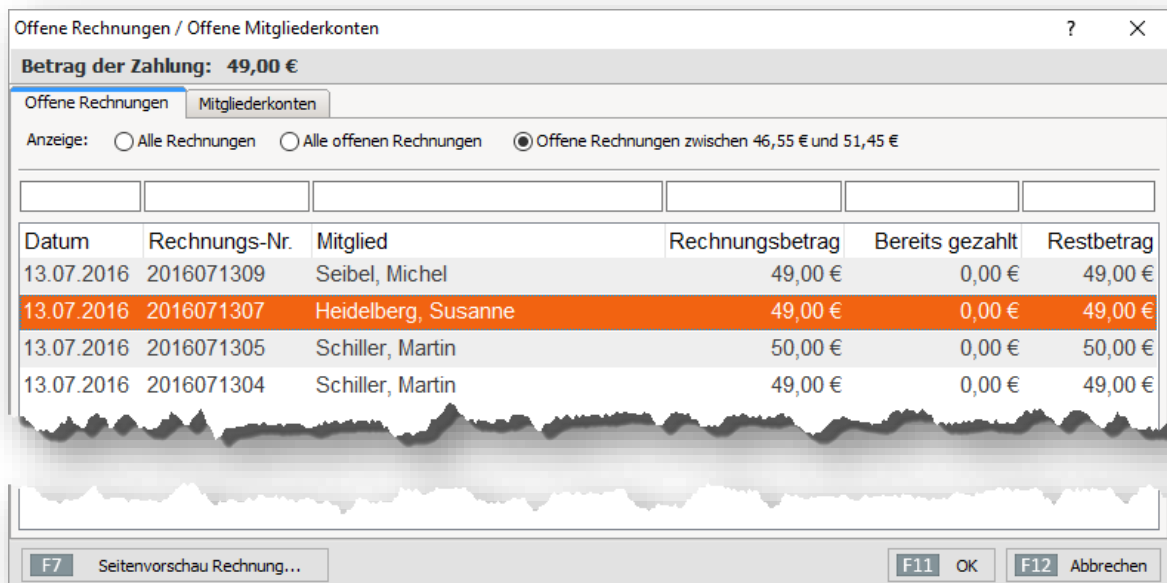 Offene Rechnungen / Offene Mitgliederkonten ?
Betrag der Zahlung: 49,00 €
Offene Rechnungen Mitgliederkonten
Anzeige: Alle Rechnungen Alle offenen Rechnungen Offene Rechnungen zwischen 46,55 € und 51,45 €
Datum Rechnungs-Nr. Mitglied Rechnungsbetrag Bereits gezahlt Restbetrag
13.07.2016 2016071309 Seibel, Michel 49,00 € 0,00 € 49,00 €
13.07.2016 2016071307 Heidelberg, Susanne 49,00 € 0,00 € 49,00 €
13.07.2016 2016071305 Schiller, Martin 50,00 € 0,00 € 50,00 €
13.07.2016 2016071304 Schiller, Martin 49,00 € 0,00 € 49,00 €
F7 Seitenvorschau Rechnung... F11 OK F12 Abbrechen